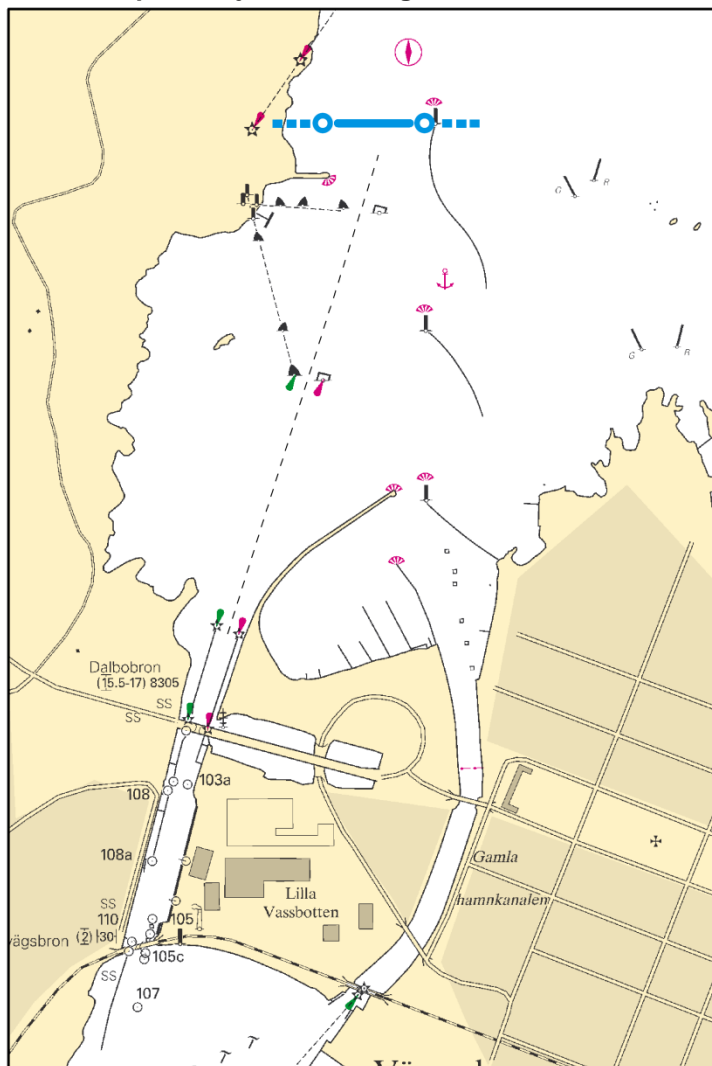 G
R
G
R
Dalbobron
(15.5-17) 8305
SS
SS
103a
108
108a
Gamla
hamnkanalen
Lilla
Vassbotten
SS
110
105
vägsbron
(2) 30
105c
SS
107